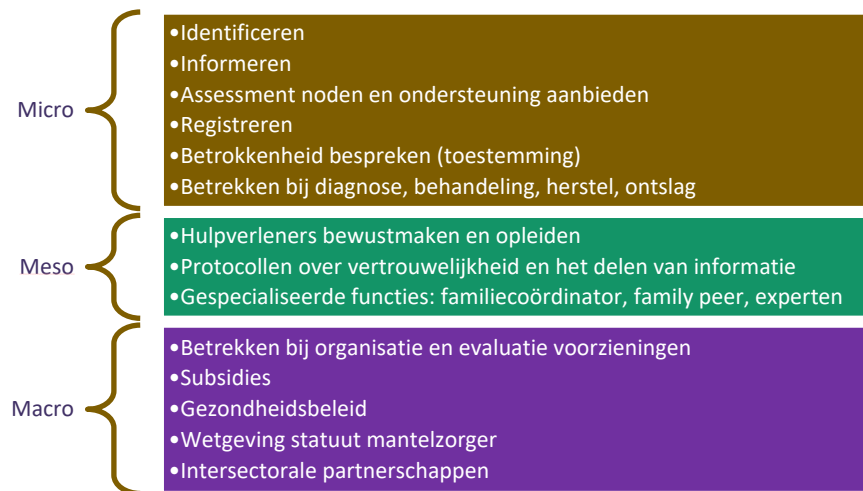 Micro
•Identificeren
•Informeren
•Assessment noden en ondersteuning aanbieden
•Registreren
•Betrokkenheid bespreken (toestemming)
•Betrekken bij diagnose, behandeling, herstel, ontslag
Meso
•Hulpverleners bewustmaken en opleiden
•Protocollen over vertrouwelijkheid en het delen van informatie
•Gespecialiseerde functies: familiecoördinator, family peer, experten
Macro
•Betrekken bij organisatie en evaluatie voorzieningen
•Subsidies
•Gezondheidsbeleid
•Wetgeving statuut mantelzorger
•Intersectorale partnerschappen